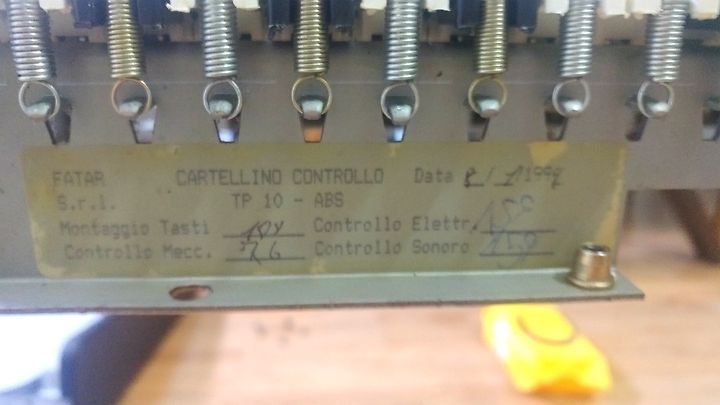 FATAR CARTELLINO CONTROLLO Data
S.r.l. TP 10 - ABS
Montaggio Tasti Controllo Elettr.
Controllo Mecc. Controllo Sonoro